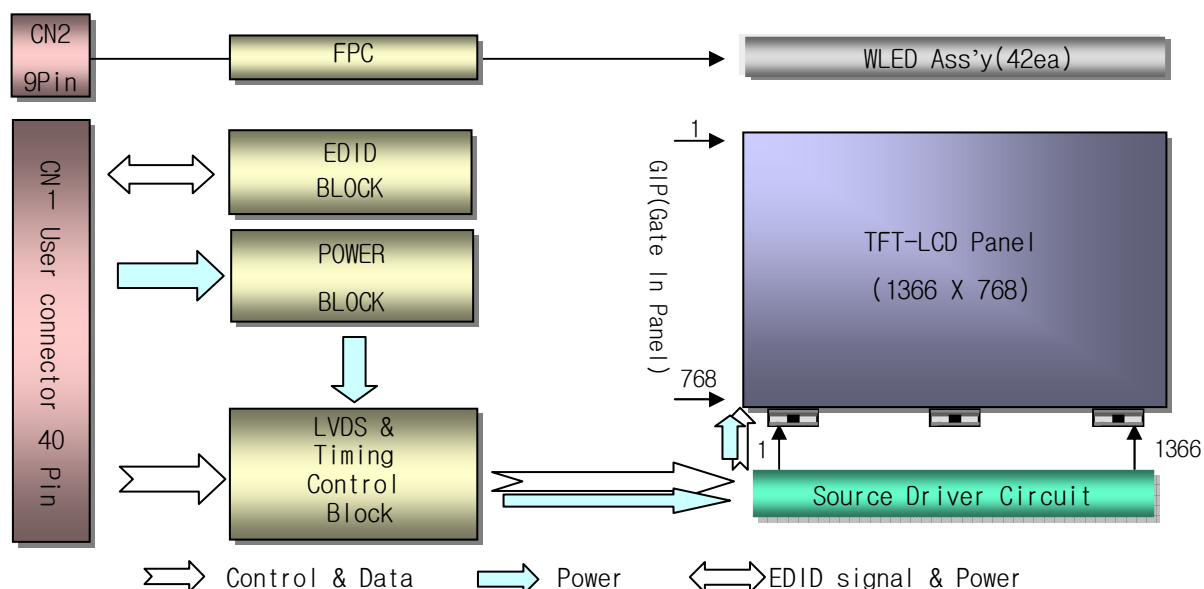 CN2
9Pin
FPC
WLED Ass'y(42ea)
CN1 User connector 40 Pin
EDID
BLOCK
POWER
BLOCK
LVDS &
Timing
Control
Block
GIP(Gate In Panel)
1
768
TFT-LCD Panel
(1366 X 768)
1
1366
Source Driver Circuit
Control & Data
Power
EDID signal & Power